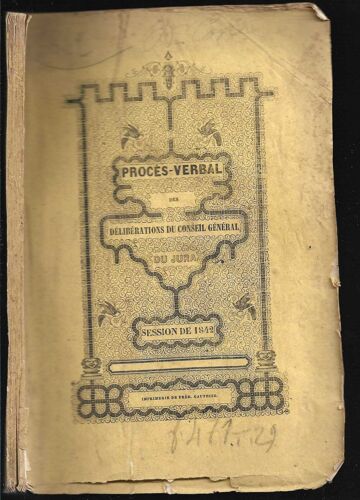 PROCÈS-VERBAL
DES
DÉLIBÉRATIONS DU CONSEIL GÉNÉRAL
DU JURA.
SESSION DE 1842
IMPRIMERIE DE FRÉD. GAUTHIER.